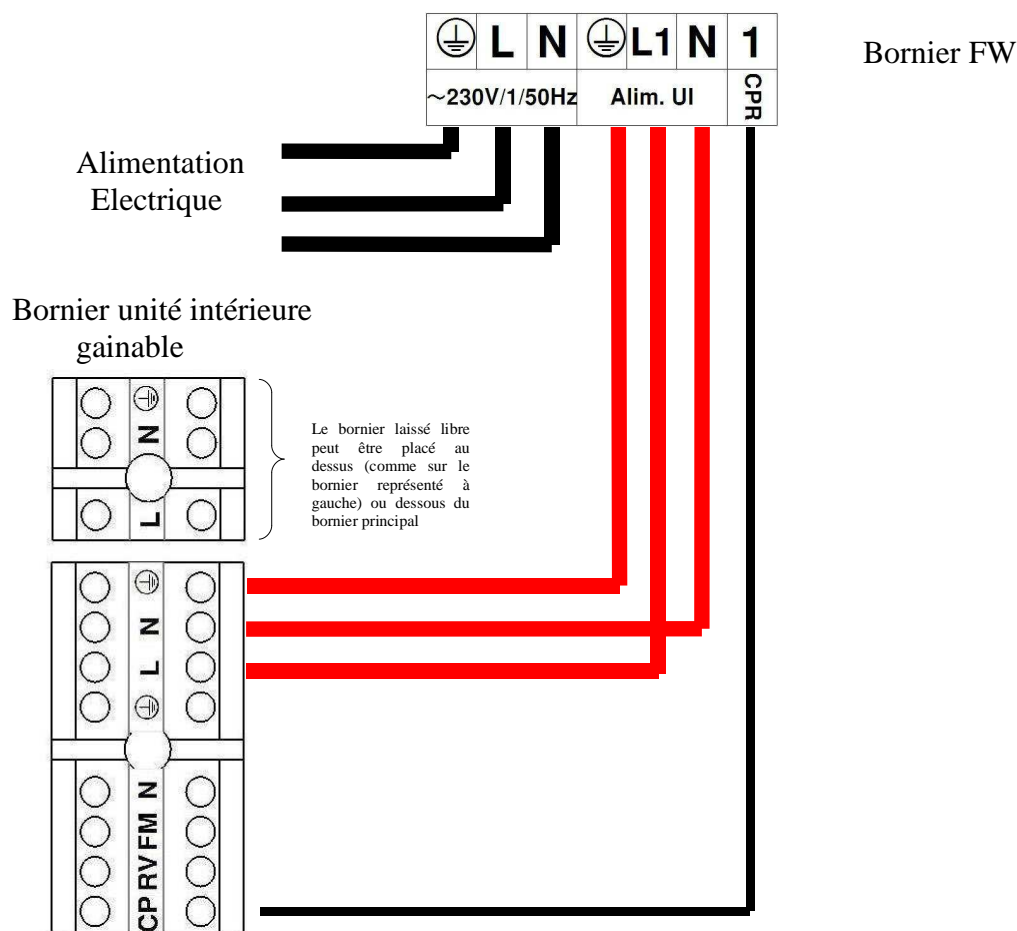 ⏚ L N ⏚ L1 N 1
~230V/1/50Hz Alim. UI CPR
Bornier FW
Alimentation
Electrique
Bornier unité intérieure
gainable
⏚
N
L
Le bornier laissé libre
peut être placé au
dessus (comme sur le
bornier représenté à
gauche) ou dessous du
bornier principal
⏚
N
L
⏚
N
FM
RV
CP